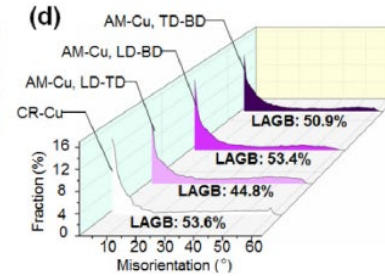 (d)
AM-Cu, TD-BD
AM-Cu, LD-BD
AM-Cu, LD-TD
CR-Cu
LAGB: 50.9%
LAGB: 53.4%
LAGB: 44.8%
LAGB: 53.6%
16
12
8
4
0
Fraction (%)
10 20 30 40 50 60
Misorientation (°)